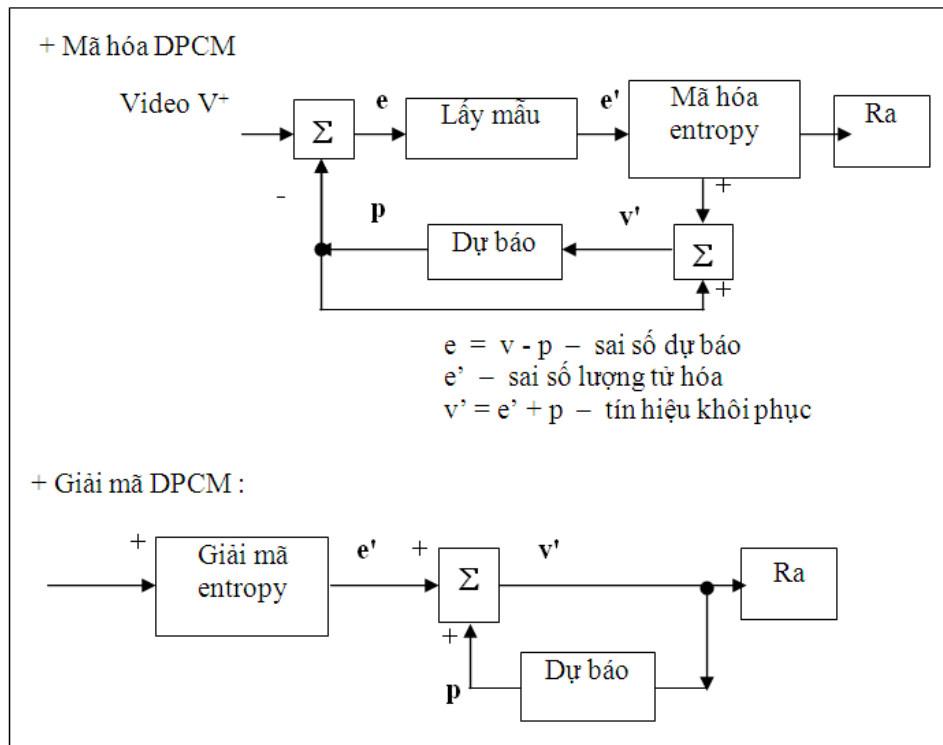 + Mã hóa DPCM
Video V⁺
e
Lấy mẫu
e'
Mã hóa
entropy
Ra
Σ
-
p
Dự báo
v'
+
Σ
+
e = v - p – sai số dự báo
e’ – sai số lượng tử hóa
v’ = e’ + p – tín hiệu khôi phục
+ Giải mã DPCM :
+
Giải mã
entropy
e'
+
Σ
v'
Ra
+
p
Dự báo